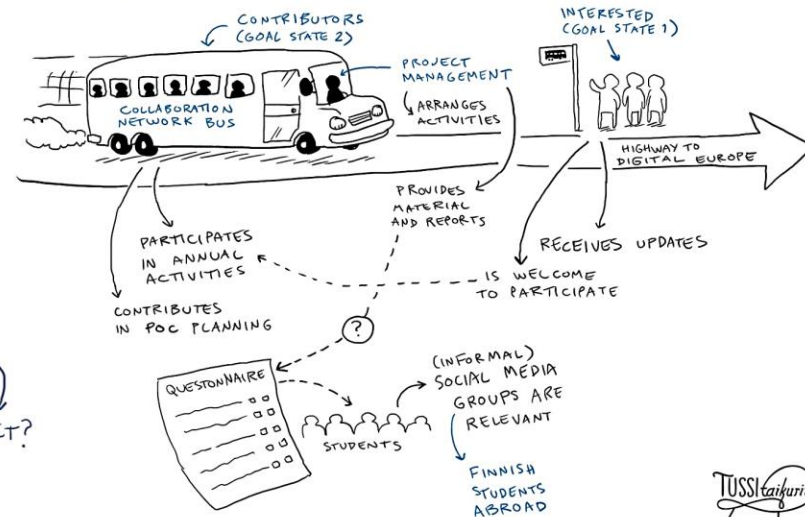 CONTRIBUTORS
(GOAL STATE 2)
INTERESTED
(GOAL STATE 1)
PROJECT
MANAGEMENT
COLLABORATION
NETWORK BUS
ARRANGES
ACTIVITIES
HIGHWAY TO
DIGITAL EUROPE
PROVIDES
MATERIAL
AND REPORTS
PARTICIPATES
IN ANNUAL
ACTIVITIES
RECEIVES UPDATES
IS WELCOME
TO PARTICIPATE
CONTRIBUTES
IN POC PLANNING
?
QUESTONNAIRE
(INFORMAL)
SOCIAL MEDIA
GROUPS ARE
RELEVANT
STUDENTS
CT?
FINNISH
STUDENTS
ABROAD
TUSSItaikurit